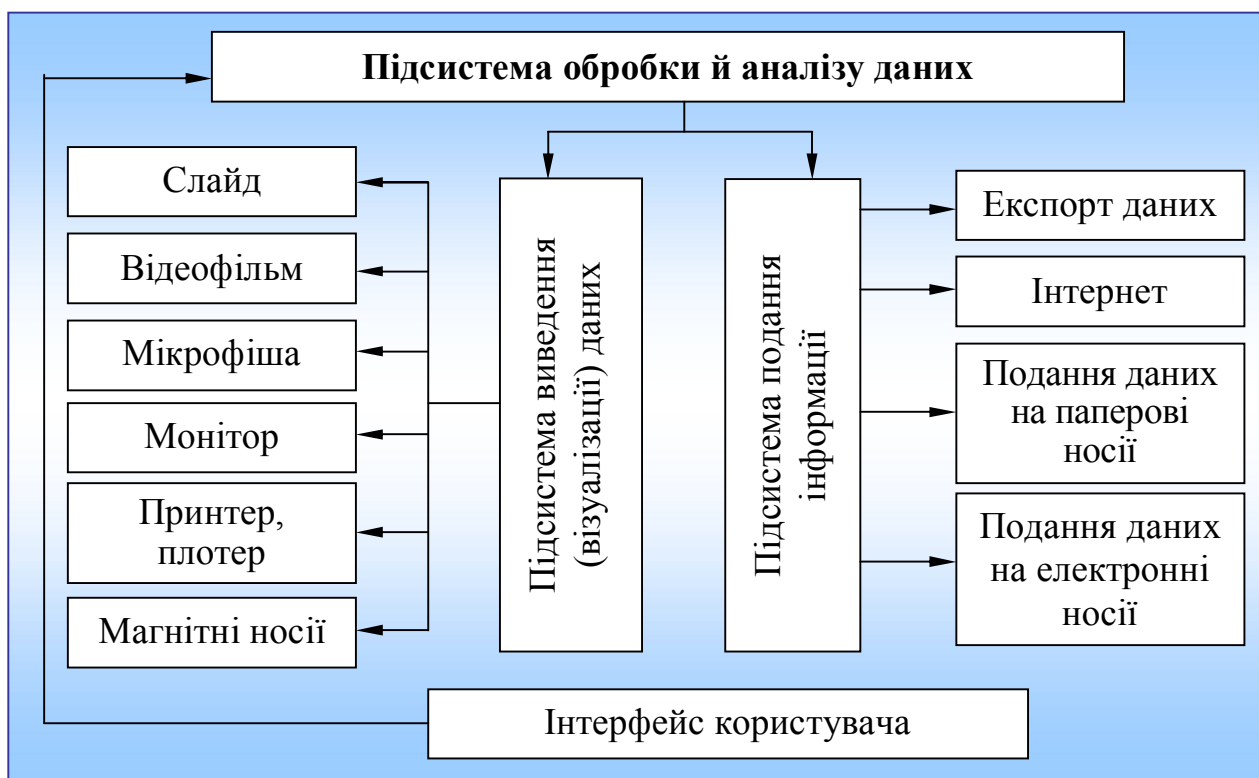 Підсистема обробки й аналізу даних
Слайд
Відеофільм
Мікрофіша
Монітор
Принтер,
плотер
Магнітні носії
Підсистема виведення
(візуалізації) даних
Підсистема подання
інформації
Експорт даних
Інтернет
Подання даних
на паперові
носії
Подання даних
на електронні
носії
Інтерфейс користувача